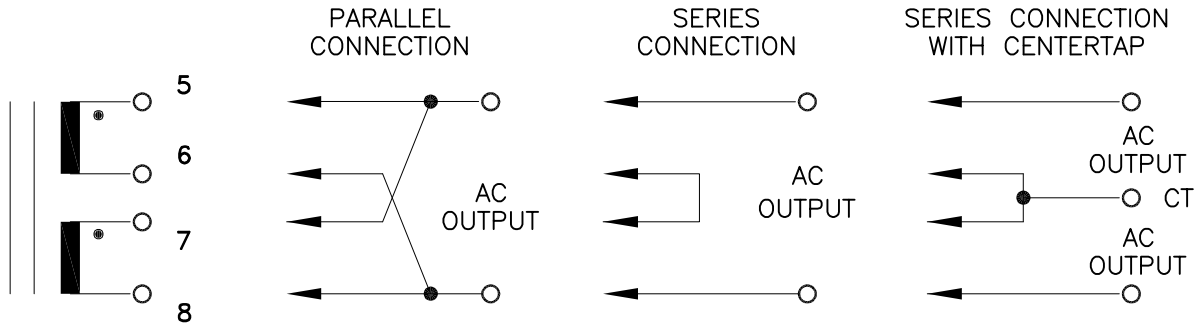 PARALLEL
CONNECTION
SERIES
CONNECTION
SERIES CONNECTION
WITH CENTERTAP
5
6
7
8
AC
OUTPUT
AC
OUTPUT
AC
OUTPUT
CT
AC
OUTPUT